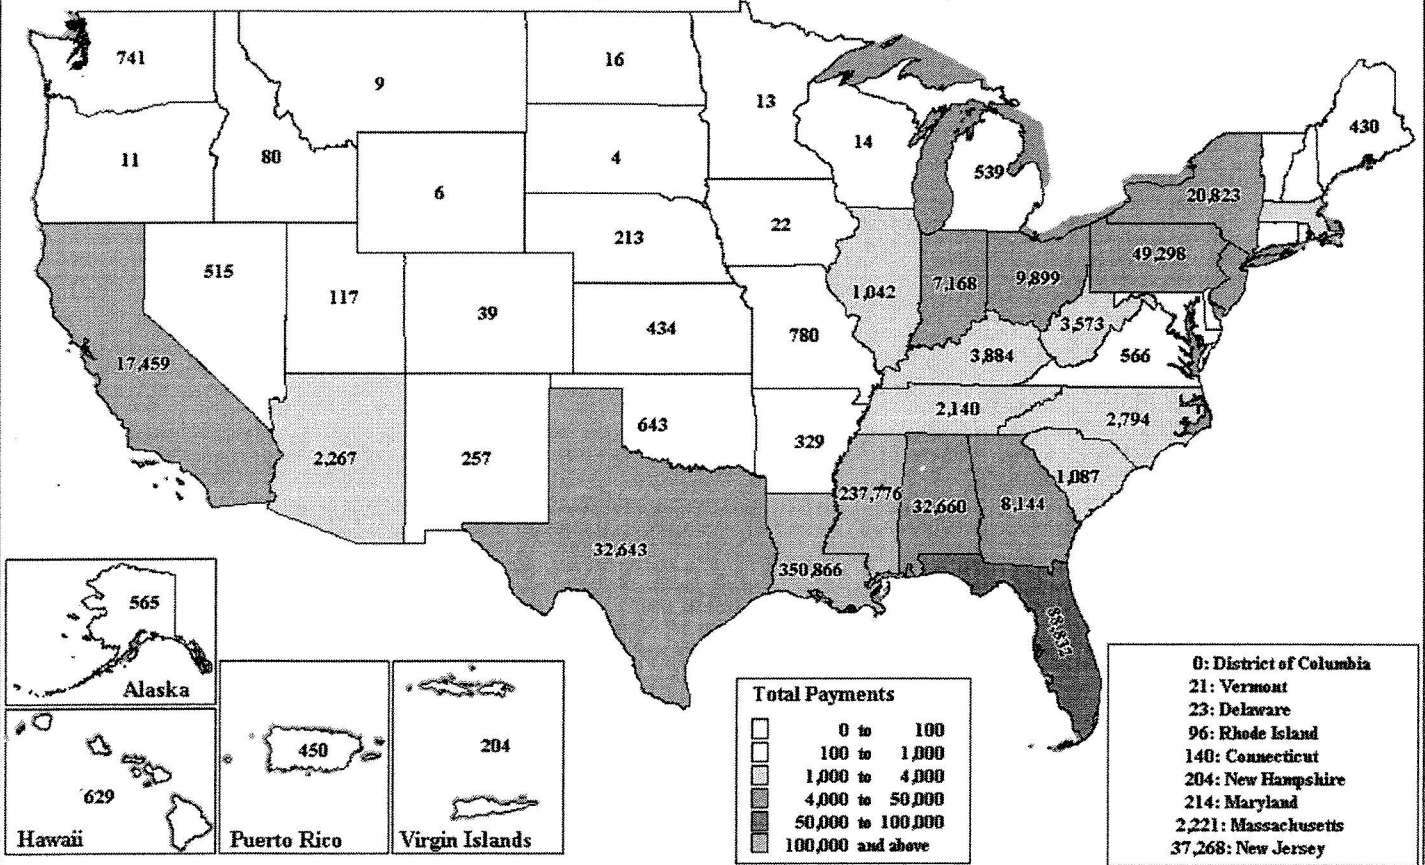 741
9
16
13
14
430
11
80
6
4
539
20,823
22
213
49,298
515
117
39
1,042
7,168
9,899
434
780
3,573
566
17,459
3,884
2,140
2,794
643
329
2,267
257
1,087
237,776
32,660
8,144
32,643
350,866
88,832
565
Alaska
629
Hawaii
450
Puerto Rico
204
Virgin Islands
Total Payments
0 to 100
100 to 1,000
1,000 to 4,000
4,000 to 50,000
50,000 to 100,000
100,000 and above
0: District of Columbia
21: Vermont
23: Delaware
96: Rhode Island
140: Connecticut
204: New Hampshire
214: Maryland
2,221: Massachusetts
37,268: New Jersey